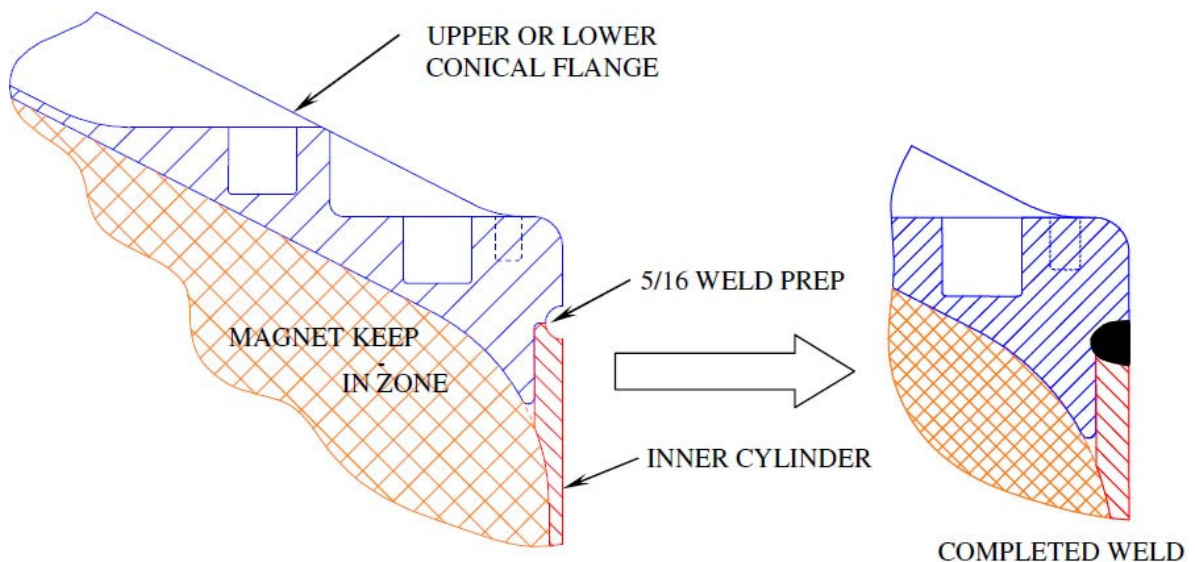 UPPER OR LOWER
CONICAL FLANGE
5/16 WELD PREP
MAGNET KEEP
IN ZONE
INNER CYLINDER
COMPLETED WELD